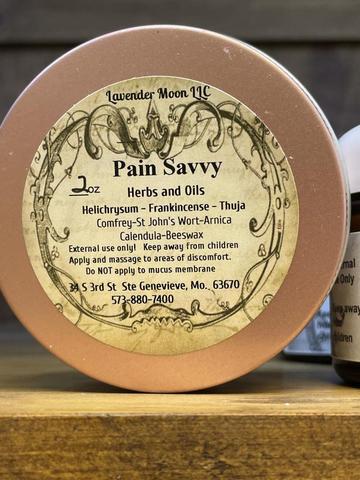 Lavender Moon LLC
Pain Savvy
2oz
Herbs and Oils
Helichrysum - Frankincense - Thuja
Comfrey-St John's Wort-Arnica
Calendula-Beeswax
External use only! Keep away from children
Apply and massage to areas of discomfort.
Do NOT apply to mucus membrane
34 S 3rd St Ste Genevieve, Mo., 63670
573-880-7400
Only
away